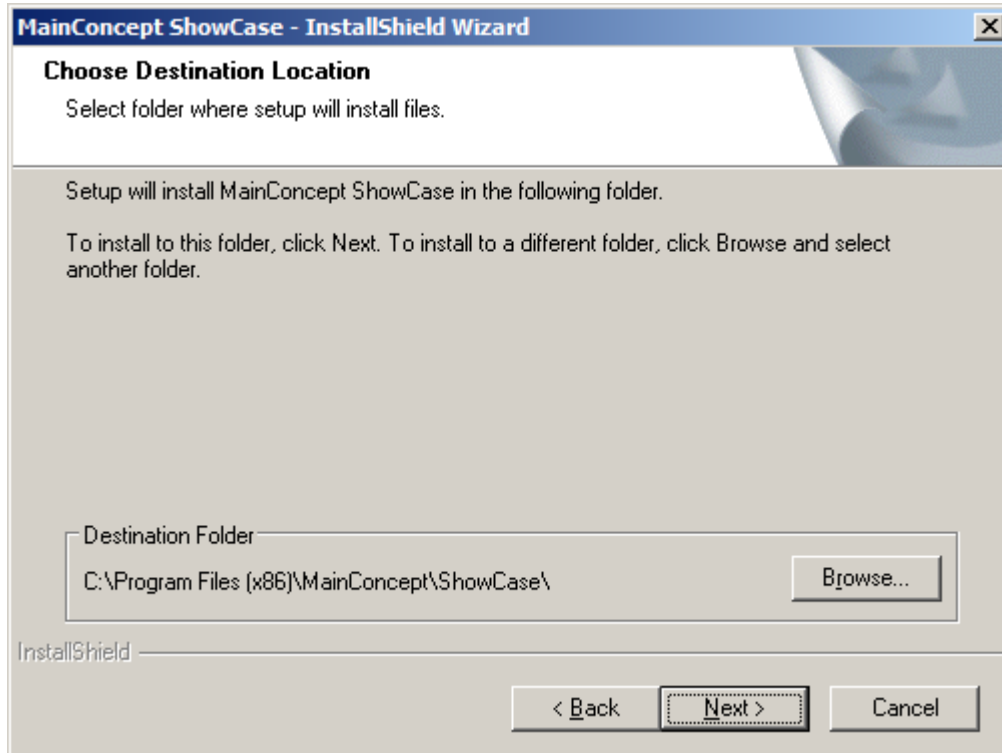 MainConcept ShowCase - InstallShield Wizard
Choose Destination Location
Select folder where setup will install files.
Setup will install MainConcept ShowCase in the following folder.
To install to this folder, click Next. To install to a different folder, click Browse and select
another folder.
Destination Folder
C:\Program Files (x86)\MainConcept\ShowCase\
Browse...
InstallShield
< Back
Next >
Cancel